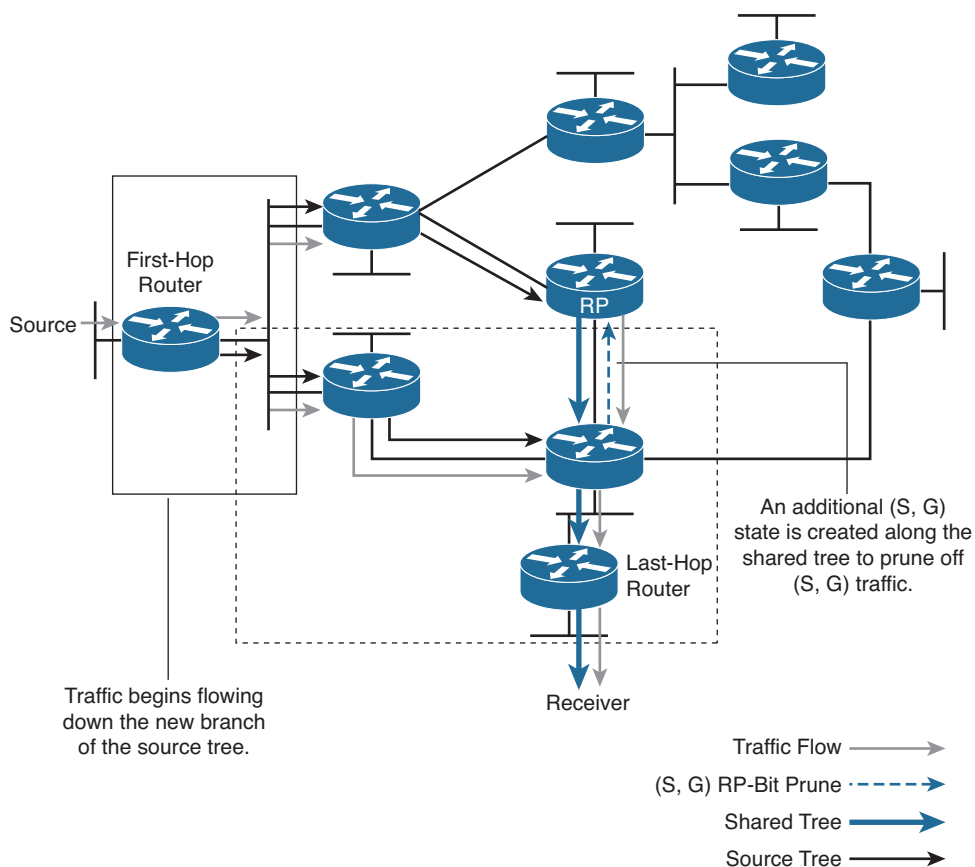 First-Hop
Router
Source
RP
An additional (S, G)
state is created along the
shared tree to prune off
(S, G) traffic.
Last-Hop
Router
Receiver
Traffic begins flowing
down the new branch
of the source tree.
Traffic Flow
(S, G) RP-Bit Prune
Shared Tree
Source Tree